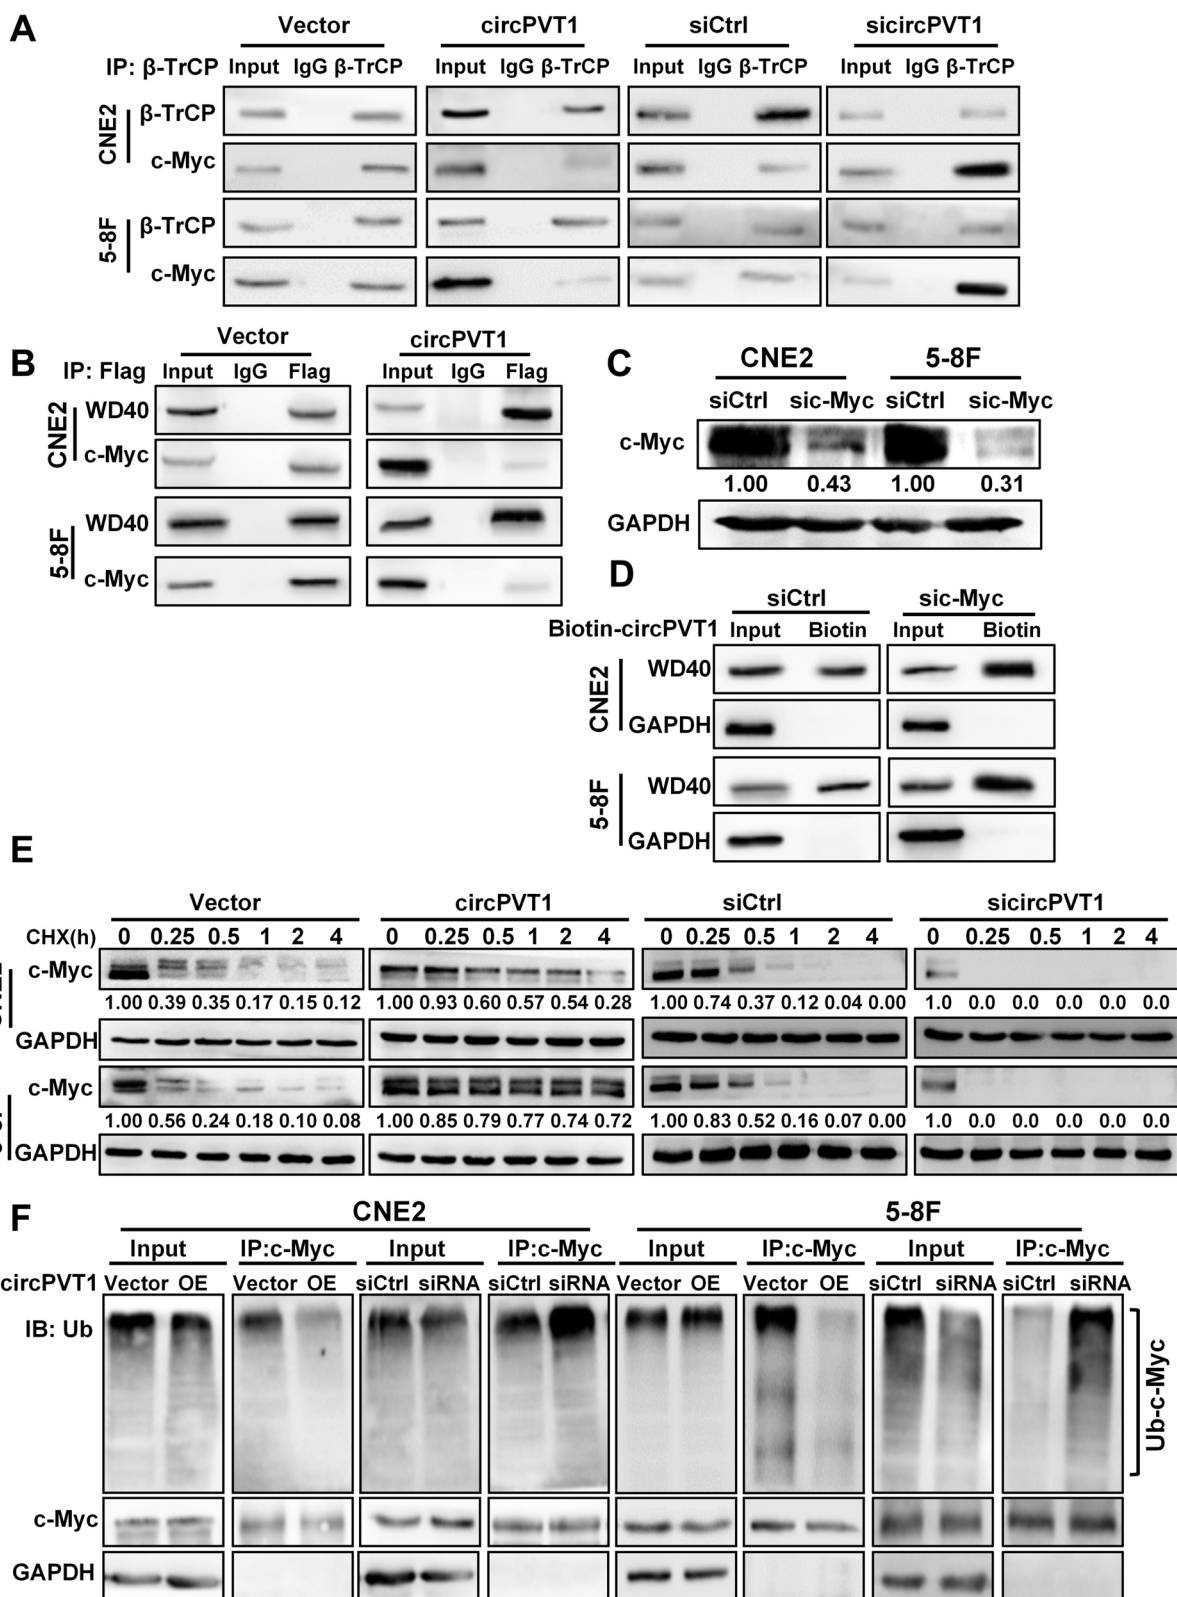 A
Vector circPVT1 siCtrl sicircPVT1
IP: β-TrCP Input IgG β-TrCP Input IgG β-TrCP Input IgG β-TrCP Input IgG β-TrCP
CNE2
β-TrCP
c-Myc
5-8F
β-TrCP
c-Myc
B
Vector circPVT1
IP: Flag Input IgG Flag Input IgG Flag
CNE2
WD40
c-Myc
5-8F
WD40
c-Myc
C
CNE2 5-8F
siCtrl sic-Myc siCtrl sic-Myc
c-Myc
1.00 0.43 1.00 0.31
GAPDH
D
siCtrl sic-Myc
Biotin-circPVT1 Input Biotin Input Biotin
CNE2
WD40
GAPDH
5-8F
WD40
GAPDH
E
Vector circPVT1 siCtrl sicircPVT1
CHX(h) 0 0.25 0.5 1 2 4 0 0.25 0.5 1 2 4 0 0.25 0.5 1 2 4 0 0.25 0.5 1 2 4
c-Myc
1.00 0.39 0.35 0.17 0.15 0.12 1.00 0.93 0.60 0.57 0.54 0.28 1.00 0.74 0.37 0.12 0.04 0.00 1.0 0.0 0.0 0.0 0.0 0.0
GAPDH
c-Myc
1.00 0.56 0.24 0.18 0.10 0.08 1.00 0.85 0.79 0.77 0.74 0.72 1.00 0.83 0.52 0.16 0.07 0.00 1.0 0.0 0.0 0.0 0.0 0.0
GAPDH
F
CNE2 5-8F
Input IP:c-Myc Input IP:c-Myc Input IP:c-Myc Input IP:c-Myc
circPVT1 Vector OE Vector OE siCtrl siRNA siCtrl siRNA Vector OE Vector OE siCtrl siRNA siCtrl siRNA
IB: Ub
Ub-c-Myc
c-Myc
GAPDH